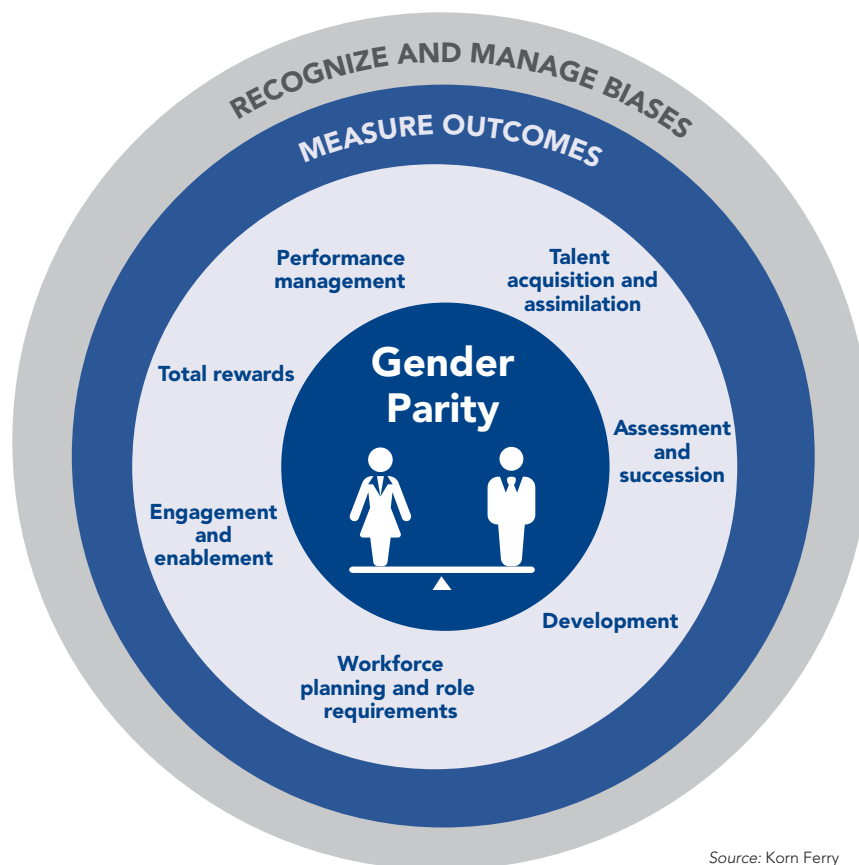 RECOGNIZE AND MANAGE BIASES
MEASURE OUTCOMES
Performance
management
Talent
acquisition and
assimilation
Total rewards
Gender
Parity
Assessment
and
succession
Engagement
and
enablement
Development
Workforce
planning and role
requirements
Source: Korn Ferry